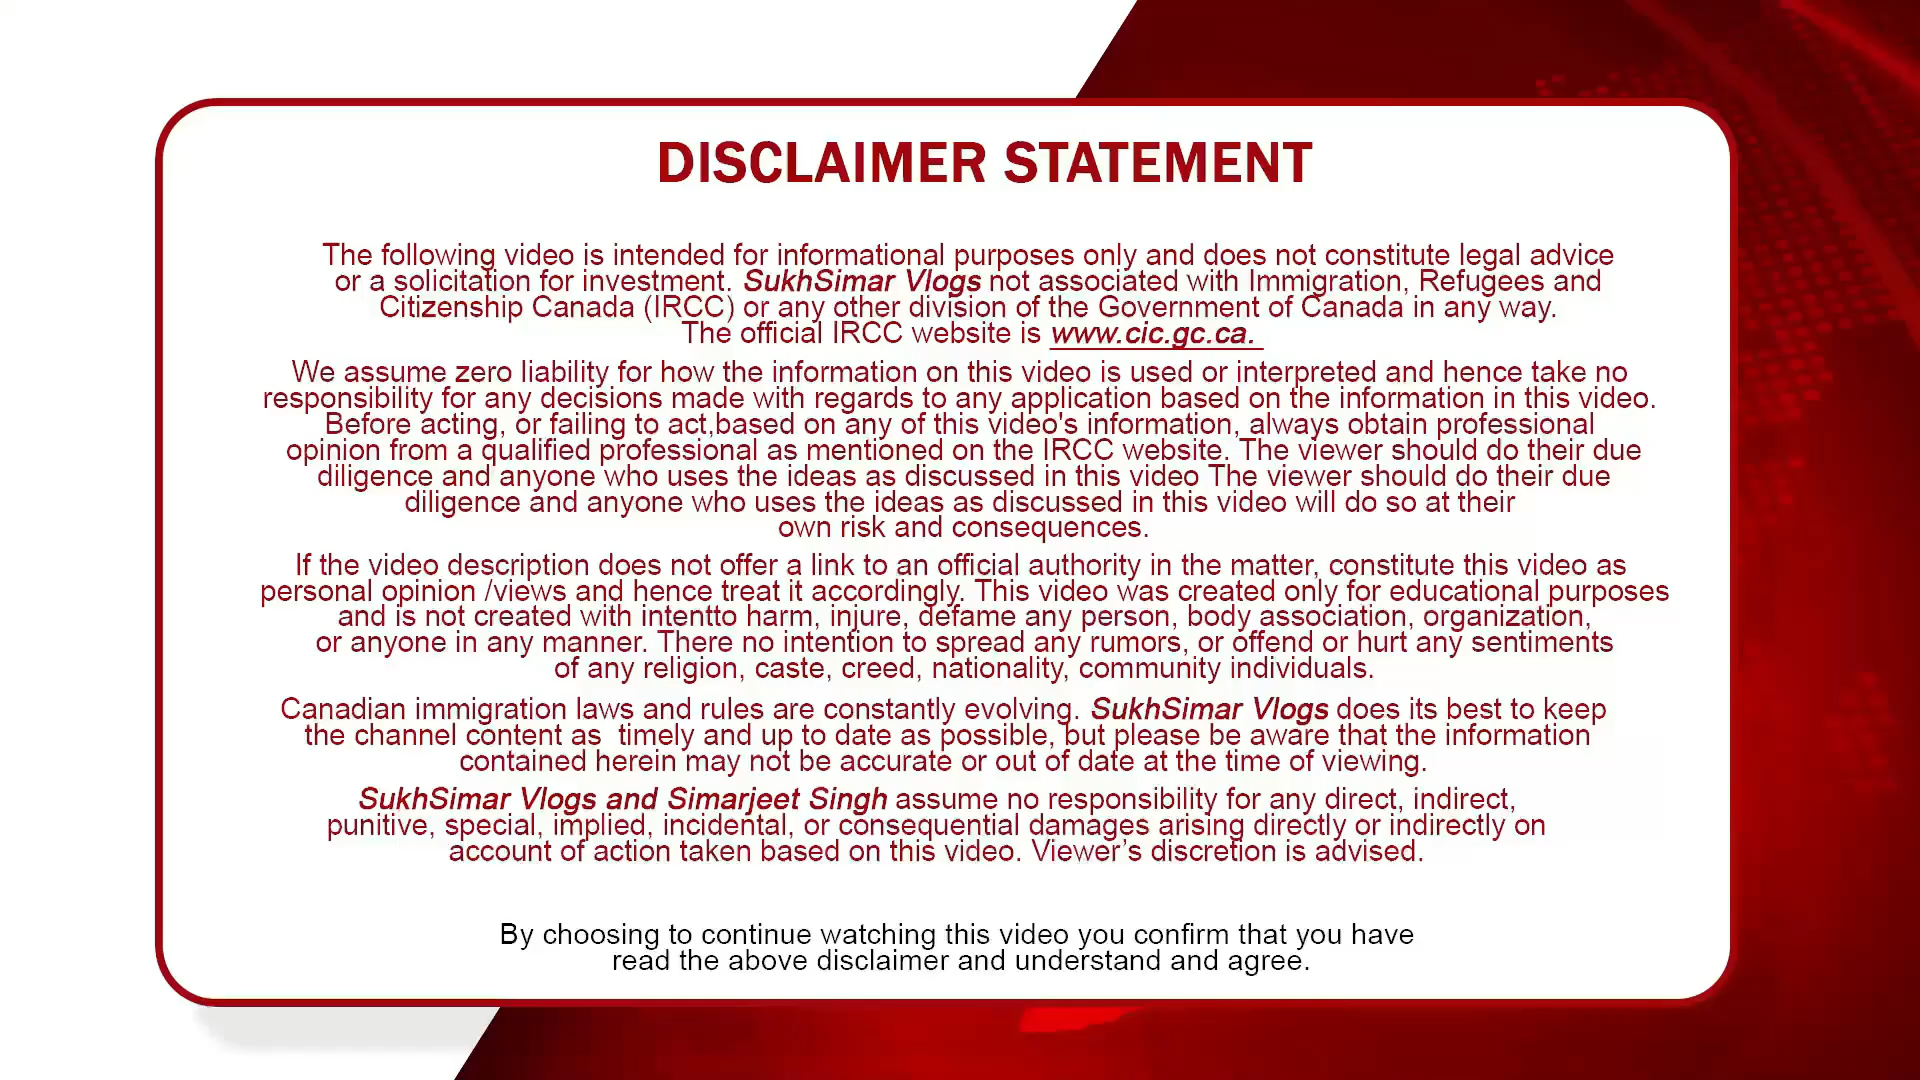 DISCLAIMER STATEMENT
The following video is intended for informational purposes only and does not constitute legal advice
or a solicitation for investment. SukhSimar Vlogs not associated with Immigration, Refugees and
Citizenship Canada (IRCC) or any other division of the Government of Canada in any way.
The official IRCC website is www.cic.gc.ca.
We assume zero liability for how the information on this video is used or interpreted and hence take no
responsibility for any decisions made with regards to any application based on the information in this video.
Before acting, or failing to act,based on any of this video's information, always obtain professional
opinion from a qualified professional as mentioned on the IRCC website. The viewer should do their due
diligence and anyone who uses the ideas as discussed in this video The viewer should do their due
diligence and anyone who uses the ideas as discussed in this video will do so at their
own risk and consequences.
If the video description does not offer a link to an official authority in the matter, constitute this video as
personal opinion /views and hence treat it accordingly. This video was created only for educational purposes
and is not created with intentto harm, injure, defame any person, body association, organization,
or anyone in any manner. There no intention to spread any rumors, or offend or hurt any sentiments
of any religion, caste, creed, nationality, community individuals.
Canadian immigration laws and rules are constantly evolving. SukhSimar Vlogs does its best to keep
the channel content as  timely and up to date as possible, but please be aware that the information
contained herein may not be accurate or out of date at the time of viewing.
SukhSimar Vlogs and Simarjeet Singh assume no responsibility for any direct, indirect,
punitive, special, implied, incidental, or consequential damages arising directly or indirectly on
account of action taken based on this video. Viewer’s discretion is advised.
By choosing to continue watching this video you confirm that you have
read the above disclaimer and understand and agree.